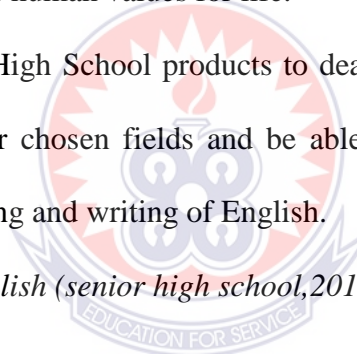 human values for life.
High School products to dea
chosen fields and be able
ng and writing of English.
lish (senior high school,201
EDUCATION FOR SERVICE